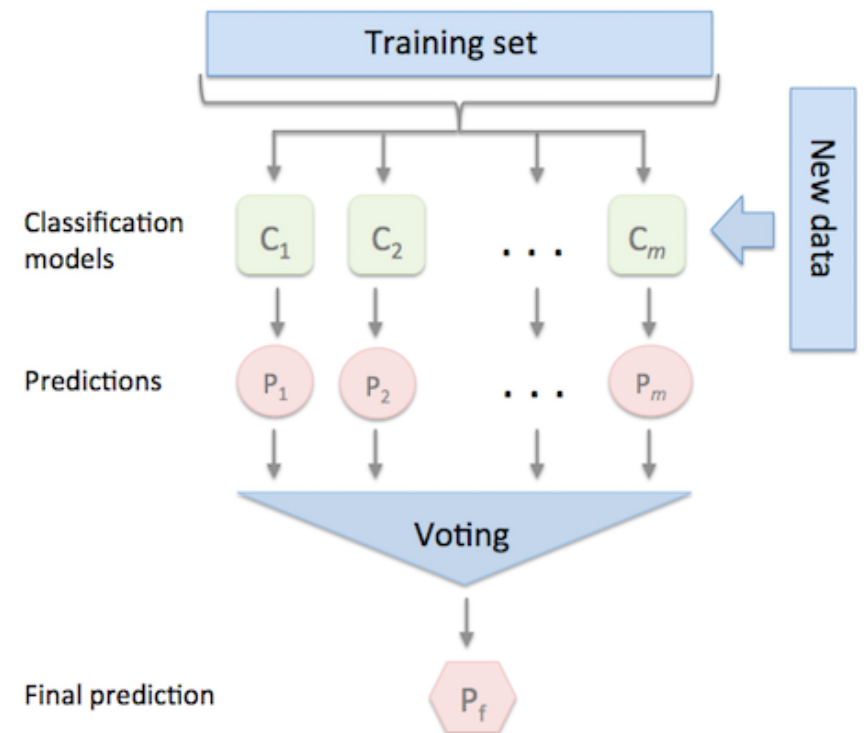 Training set
New data
Classification
models
C1
C2
. . .
Cm
Predictions
P1
P2
. . .
Pm
Voting
Final prediction
Pf